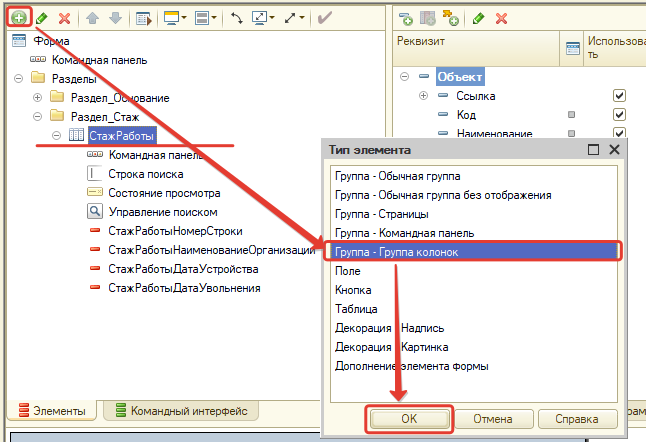 Форма
Командная панель
Разделы
Раздел_Основание
Раздел_Стаж
СтажРаботы
Командная панель
Строка поиска
Состояние просмотра
Управление поиском
СтажРаботыНомерСтроки
СтажРаботыНаименованиеОрганизации
СтажРаботыДатаУстройства
СтажРаботыДатаУвольнения
Элементы
Командный интерфейс
Реквизит
Использова
ть
Объект
Ссылка
Код
Наименование
Тип элемента
Группа - Обычная группа
Группа - Обычная группа без отображения
Группа - Страницы
Группа - Командная панель
Группа - Группа колонок
Поле
Кнопка
Таблица
Декорация - Надпись
Декорация - Картинка
Дополнение элемента формы
OK
Отмена
Справка